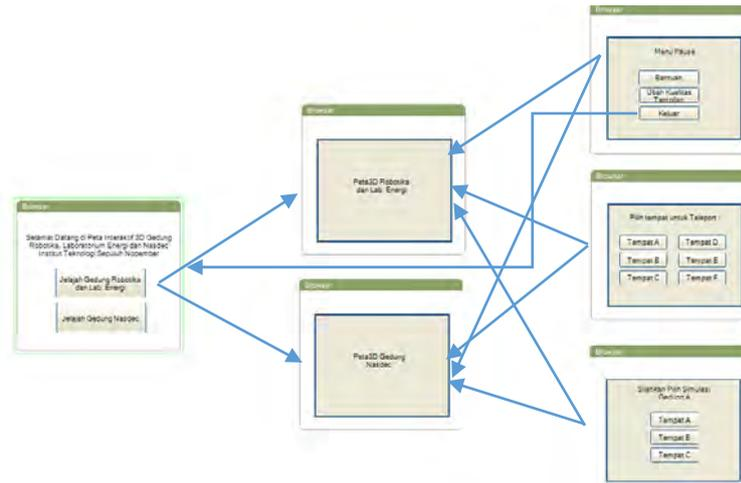 Browser
Selamat Datang di Peta Interaktif 3D Gedung
Robotika, Laboratorium Energi dan Nasdec
Institut Teknologi Sepuluh Nopember
Jelajah Gedung Robotika
dan Lab. Energi
Jelajah Gedung Nasdec
Browser
Peta3D Robotika
dan Lab. Energi
Browser
Peta3D Gedung
Nasdec
Browser
Menu Pause
Bantuan
Ubah Kualitas
Tampilan
Keluar
Browser
Pilih tempat untuk Teleport :
Tempat A
Tempat D
Tempat B
Tempat E
Tempat C
Tempat F
Browser
Silahkan Pilih Simulasi
Gedung A
Tempat A
Tempat B
Tempat C